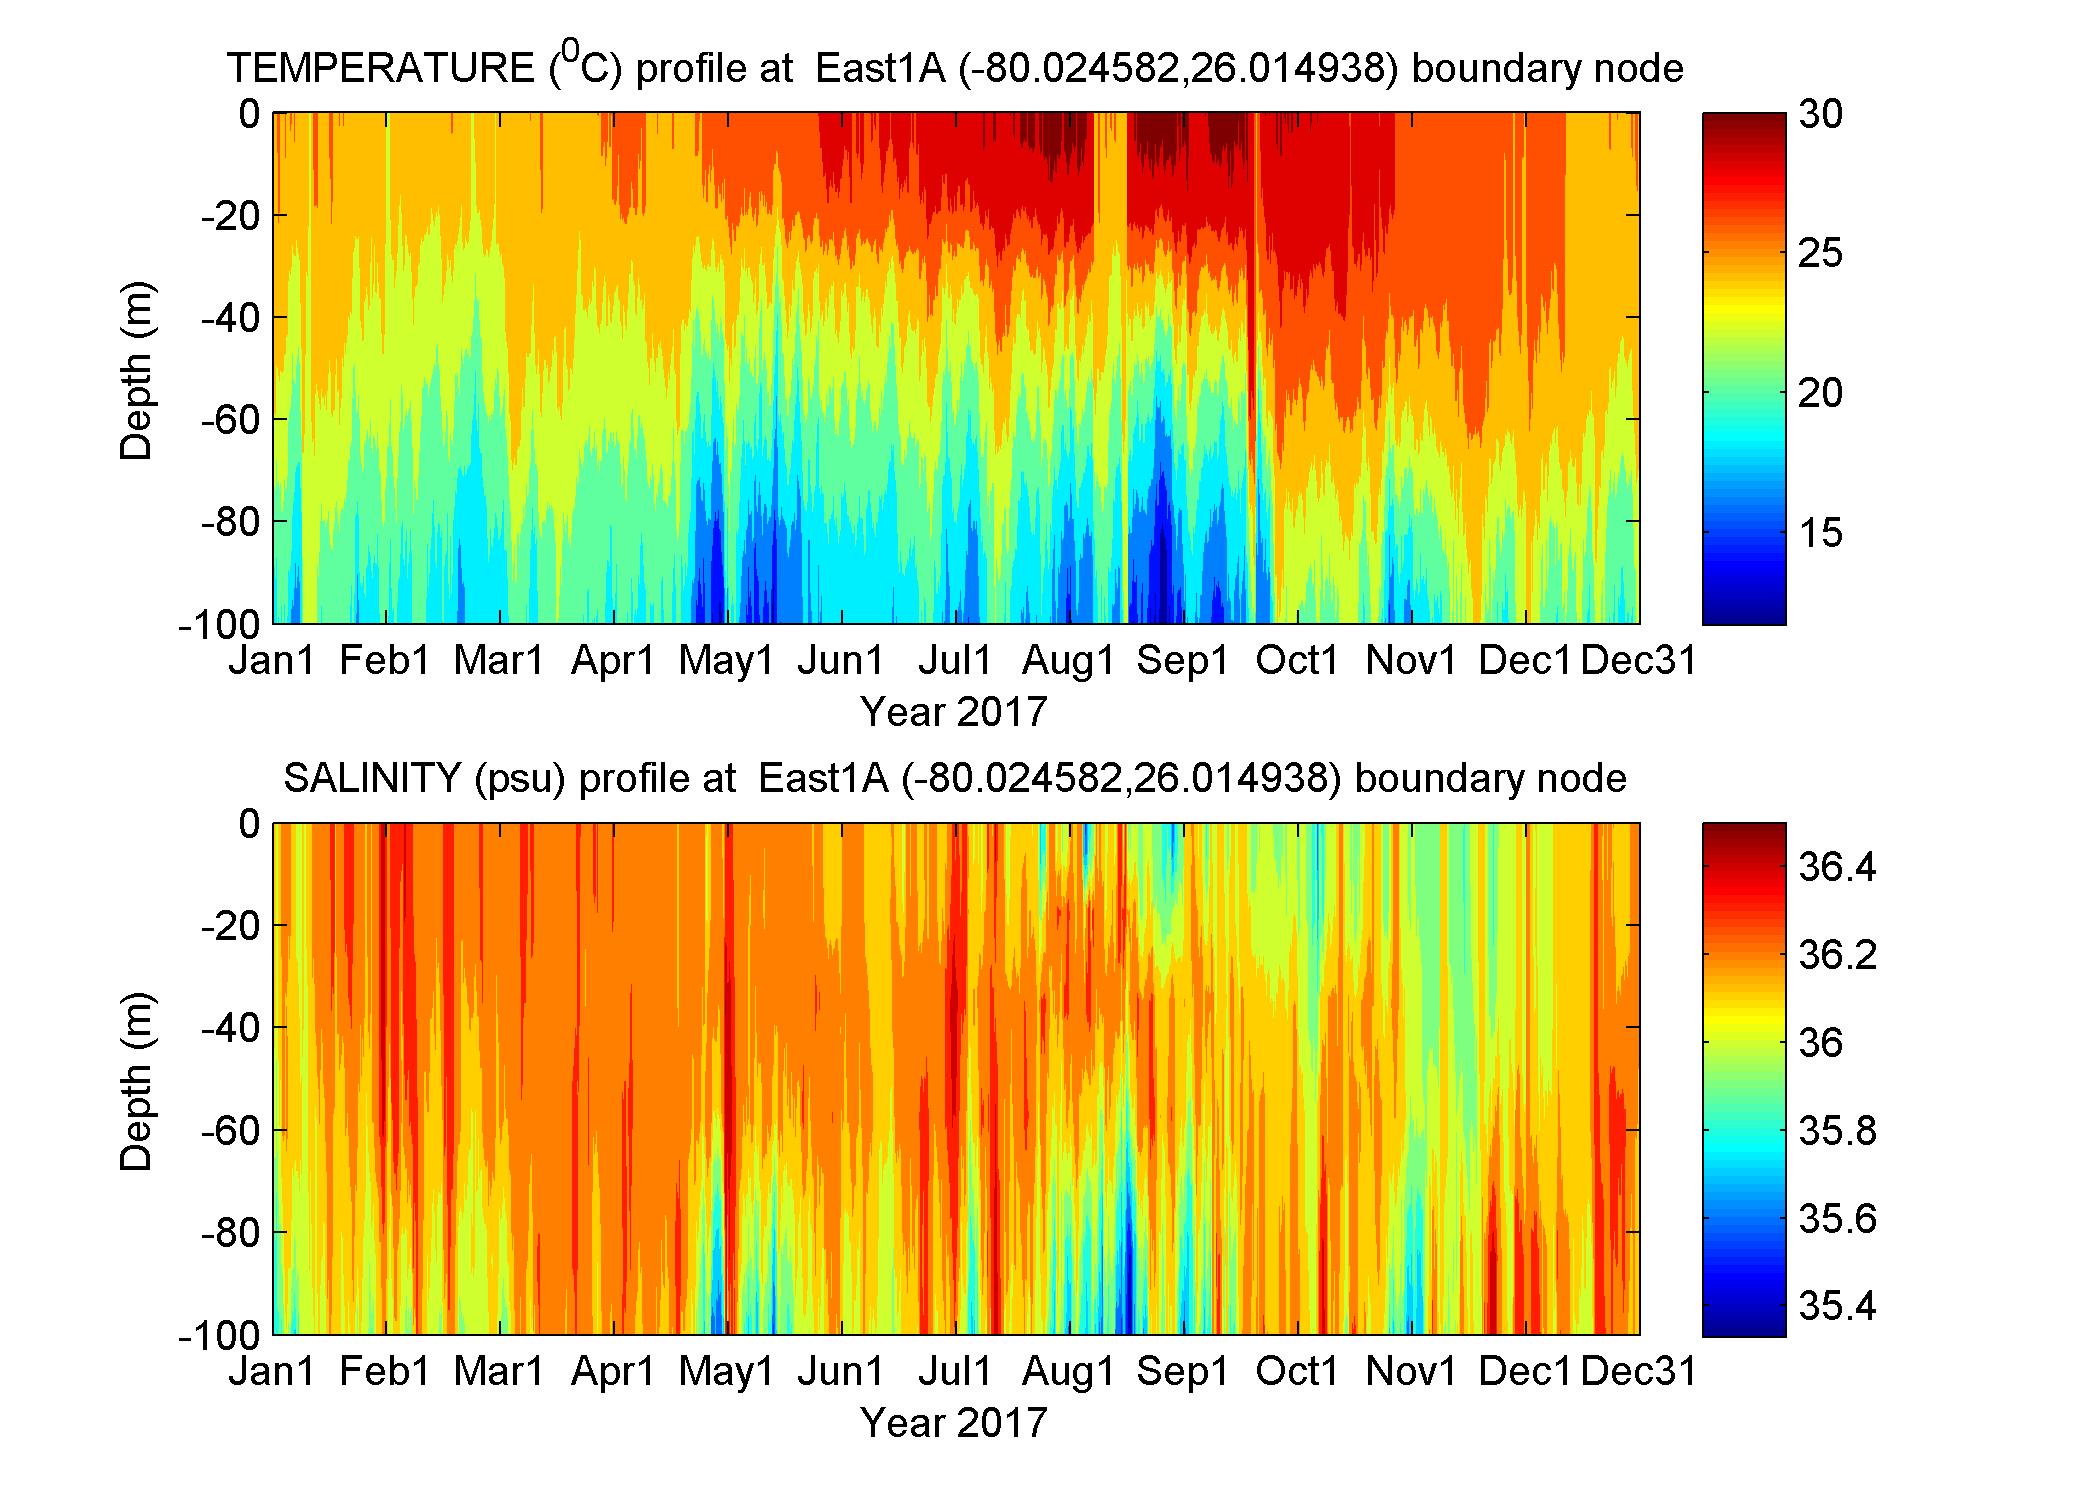 TEMPERATURE (⁰C) profile at  East1A (-80.024582,26.014938) boundary node
0
-20
-40
-60
-80
-100
Depth (m)
Jan1 Feb1 Mar1 Apr1 May1 Jun1 Jul1 Aug1 Sep1 Oct1 Nov1 Dec1 Dec31
Year 2017
30
25
20
15
SALINITY (psu) profile at  East1A (-80.024582,26.014938) boundary node
0
-20
-40
-60
-80
-100
Depth (m)
Jan1 Feb1 Mar1 Apr1 May1 Jun1 Jul1 Aug1 Sep1 Oct1 Nov1 Dec1 Dec31
Year 2017
36.4
36.2
36
35.8
35.6
35.4